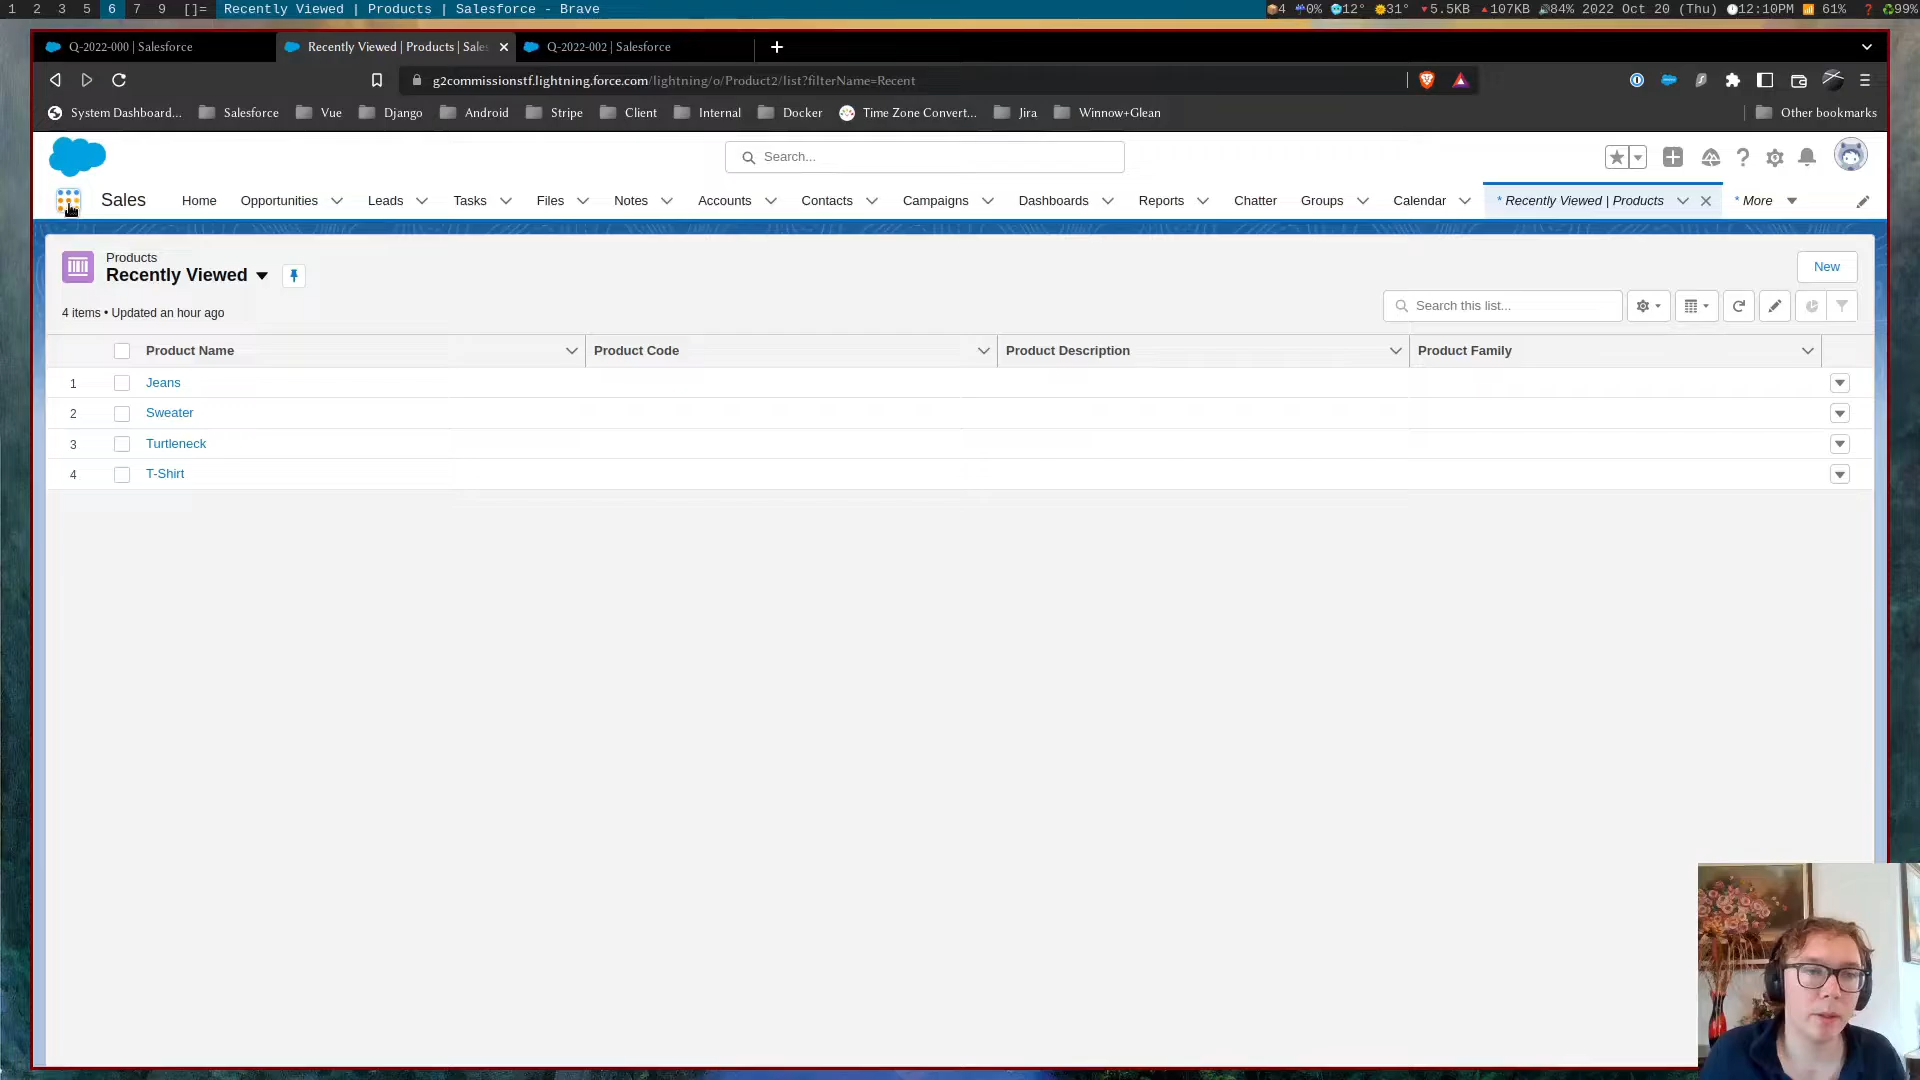 1 2 3 5 6 7 9 []= Recently Viewed | Products | Salesforce - Brave 4 0% 12° 31° 5.5KB 107KB 84% 2022 Oct 20 (Thu) 12:10PM 61% 99%
Q-2022-000 | Salesforce Recently Viewed | Products | Sales Q-2022-002 | Salesforce
g2commissionstf.lightning.force.com/lightning/o/Product2/list?filterName=Recent
System Dashboard... Salesforce Vue Django Android Stripe Client Internal Docker Time Zone Convert... Jira Winnow+Glean Other bookmarks
Search...
Sales Home Opportunities Leads Tasks Files Notes Accounts Contacts Campaigns Dashboards Reports Chatter Groups Calendar * Recently Viewed | Products * More
Products
Recently Viewed
New
4 items • Updated an hour ago
Search this list...
Product Name Product Code Product Description Product Family
1 Jeans
2 Sweater
3 Turtleneck
4 T-Shirt